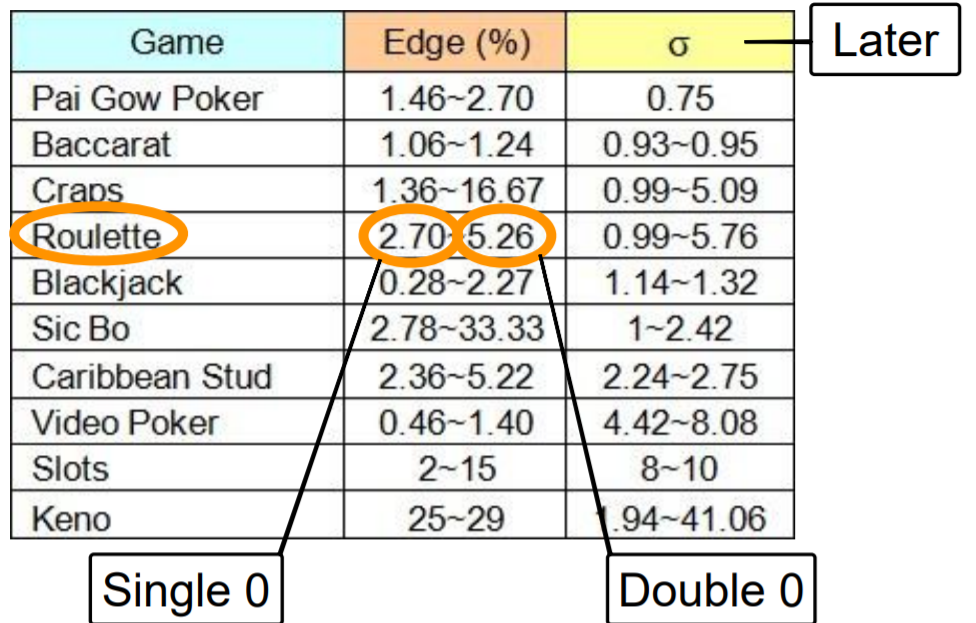 Game Edge (%) σ Later
Pai Gow Poker 1.46~2.70 0.75
Baccarat 1.06~1.24 0.93~0.95
Craps 1.36~16.67 0.99~5.09
Roulette 2.70~5.26 0.99~5.76
Blackjack 0.28~2.27 1.14~1.32
Sic Bo 2.78~33.33 1~2.42
Caribbean Stud 2.36~5.22 2.24~2.75
Video Poker 0.46~1.40 4.42~8.08
Slots 2~15 8~10
Keno 25~29 1.94~41.06
Single 0 Double 0